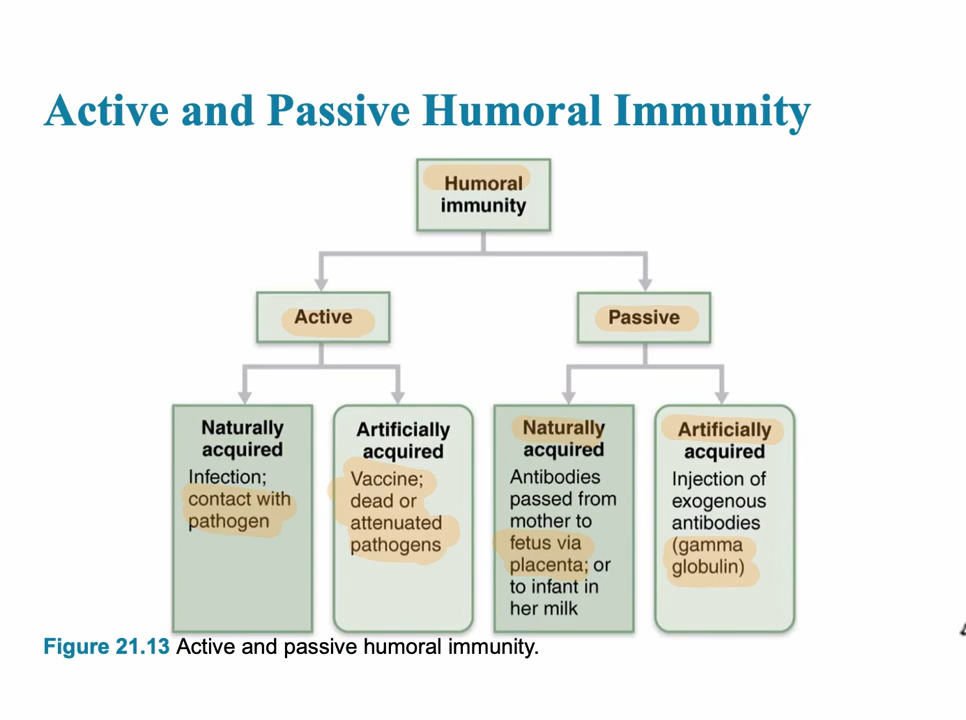 Active and Passive Humoral Immunity
Humoral
immunity
Active
Passive
Naturally
acquired
Infection;
contact with
pathogen
Artificially
acquired
Vaccine;
dead or
attenuated
pathogens
Naturally
acquired
Antibodies
passed from
mother to
fetus via
placenta; or
to infant in
her milk
Artificially
acquired
Injection of
exogenous
antibodies
(gamma
globulin)
Figure 21.13 Active and passive humoral immunity.